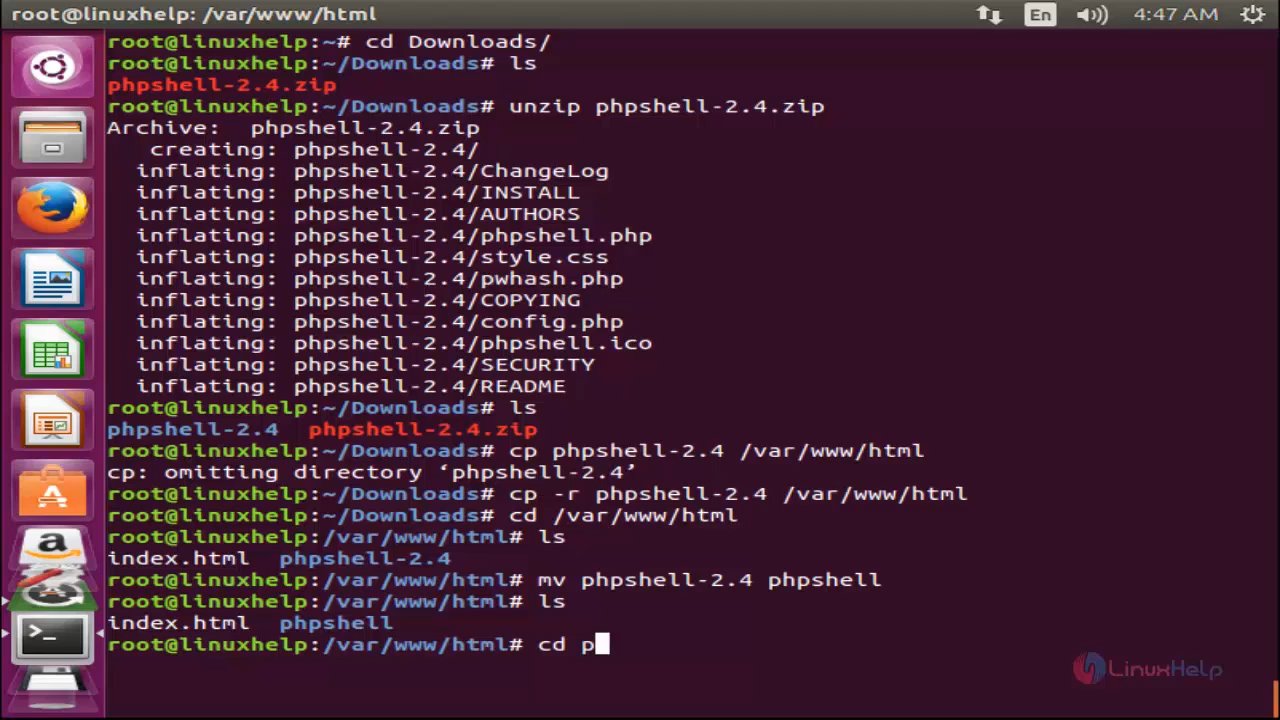 root@linuxhelp: /var/www/html En 4:47 AM
root@linuxhelp:~# cd Downloads/
root@linuxhelp:~/Downloads# ls
phpshell-2.4.zip
root@linuxhelp:~/Downloads# unzip phpshell-2.4.zip
Archive:  phpshell-2.4.zip
   creating: phpshell-2.4/
  inflating: phpshell-2.4/ChangeLog
  inflating: phpshell-2.4/INSTALL
  inflating: phpshell-2.4/AUTHORS
  inflating: phpshell-2.4/phpshell.php
  inflating: phpshell-2.4/style.css
  inflating: phpshell-2.4/pwhash.php
  inflating: phpshell-2.4/COPYING
  inflating: phpshell-2.4/config.php
  inflating: phpshell-2.4/phpshell.ico
  inflating: phpshell-2.4/SECURITY
  inflating: phpshell-2.4/README
root@linuxhelp:~/Downloads# ls
phpshell-2.4  phpshell-2.4.zip
root@linuxhelp:~/Downloads# cp phpshell-2.4 /var/www/html
cp: omitting directory ‘phpshell-2.4’
root@linuxhelp:~/Downloads# cp -r phpshell-2.4 /var/www/html
root@linuxhelp:~/Downloads# cd /var/www/html
root@linuxhelp:/var/www/html# ls
index.html  phpshell-2.4
root@linuxhelp:/var/www/html# mv phpshell-2.4 phpshell
root@linuxhelp:/var/www/html# ls
index.html  phpshell
root@linuxhelp:/var/www/html# cd p
LinuxHelp